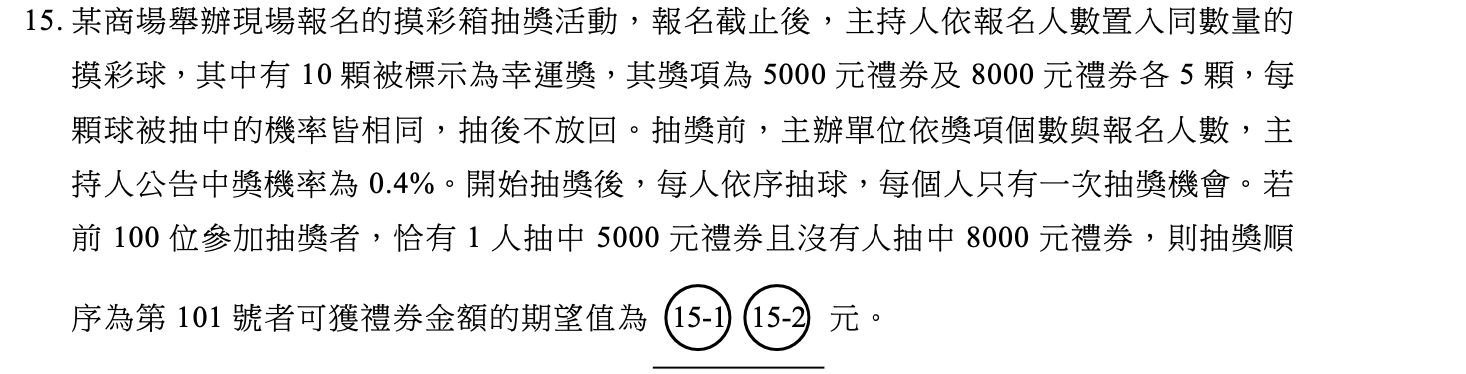 15. 某商場舉辦現場報名的摸彩箱抽獎活動，報名截止後，主持人依報名人數置入同數量的
摸彩球，其中有 10 顆被標示為幸運獎，其獎項為 5000 元禮券及 8000 元禮券各 5 顆，每
顆球被抽中的機率皆相同，抽後不放回。抽獎前，主辦單位依獎項個數與報名人數，主
持人公告中獎機率為 0.4%。開始抽獎後，每人依序抽球，每個人只有一次抽獎機會。若
前 100 位參加抽獎者，恰有 1 人抽中 5000 元禮券且沒有人抽中 8000 元禮券，則抽獎順
序為第 101 號者可獲禮券金額的期望值為 15-1 15-2 元。